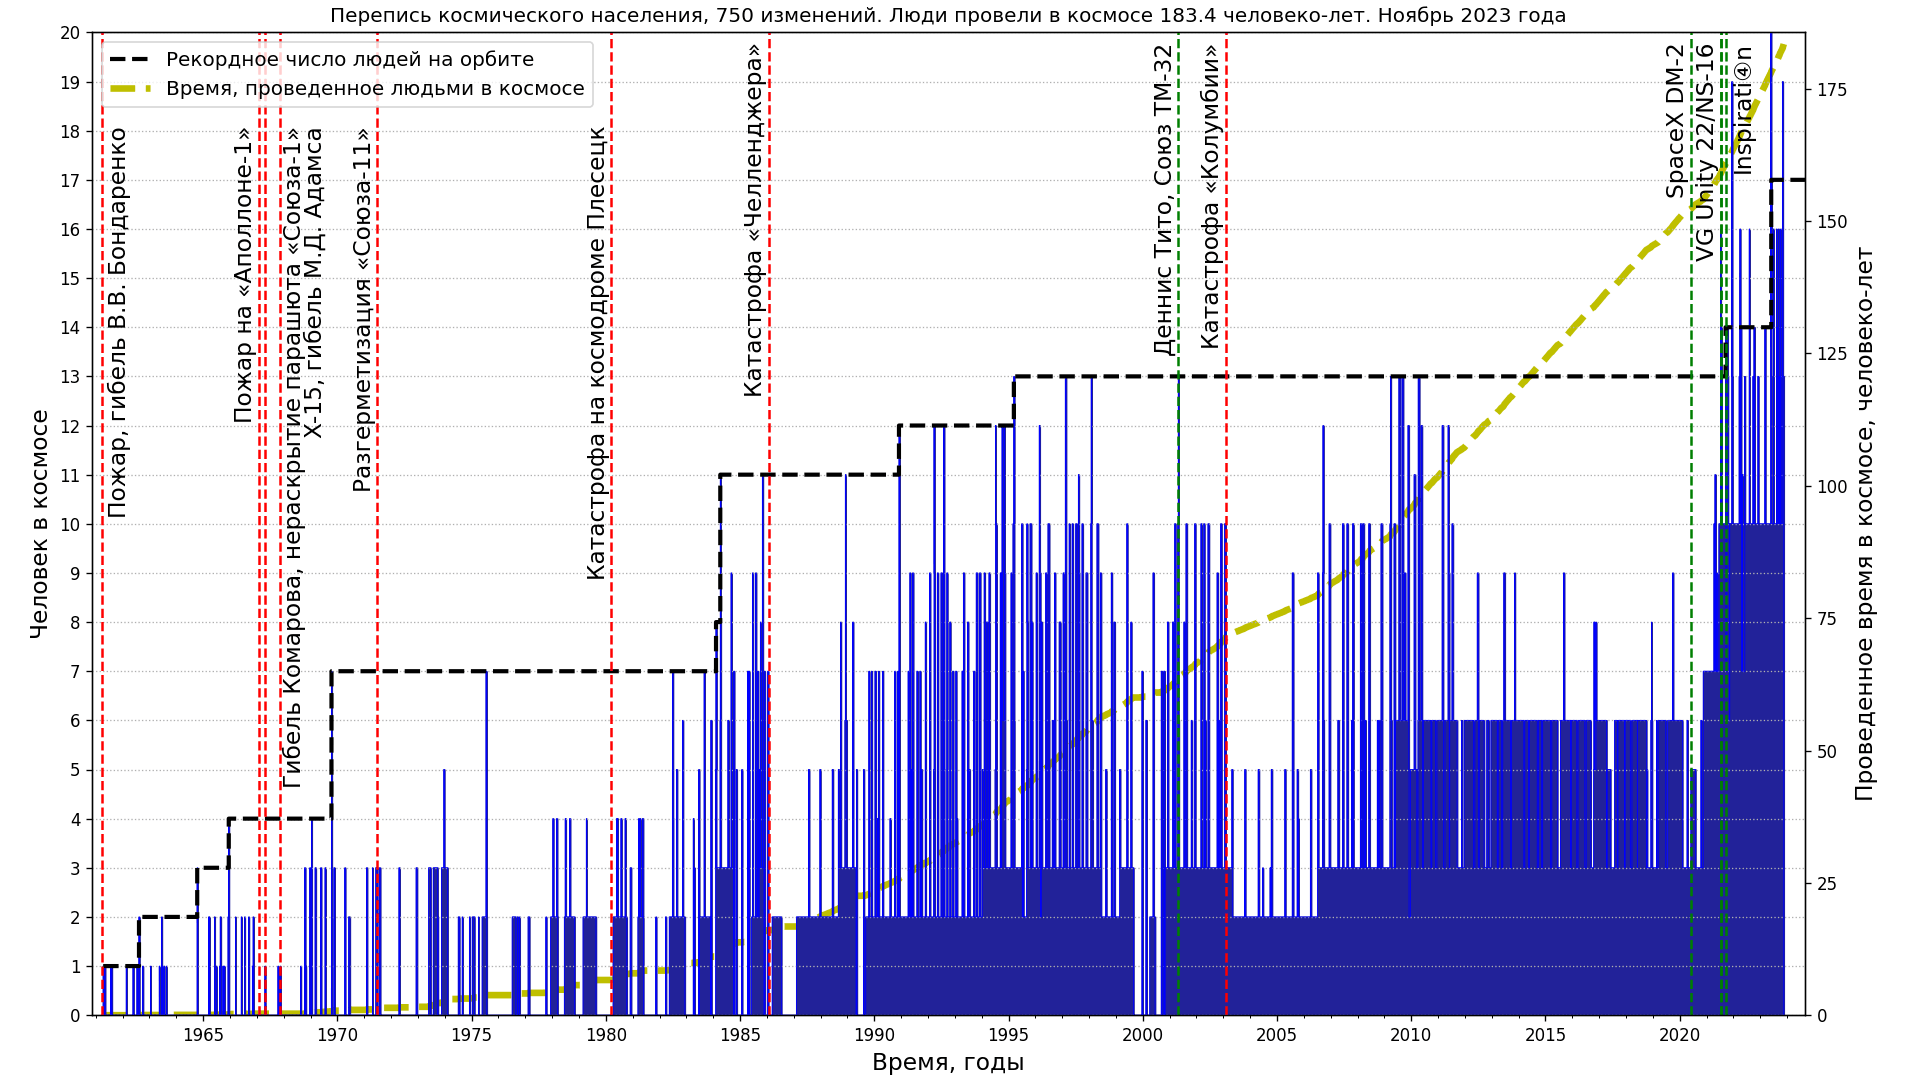 Перепись космического населения, 750 изменений. Люди провели в космосе 183.4 человеко-лет. Ноябрь 2023 года
Рекордное число людей на орбите
Время, проведенное людьми в космосе
Человек в космосе
20
19
18
17
16
15
14
13
12
11
10
9
8
7
6
5
4
3
2
1
0
Пожар, гибель В.В. Бондаренко
Пожар на «Аполлоне-1»
Гибель Комарова, нераскрытие парашюта «Союза-1»
X-15, гибель М.Д. Адамса
Разгерметизация «Союза-11»
Катастрофа на космодроме Плесецк
Катастрофа «Челленджера»
Деннис Тито, Союз ТМ-32
Катастрофа «Колумбии»
SpaceX DM-2
VG Unity 22/NS-16
Inspirati④n
175
150
125
100
75
50
25
0
Проведенное время в космосе, человеко-лет
1965
1970
1975
1980
1985
1990
1995
2000
2005
2010
2015
2020
Время, годы